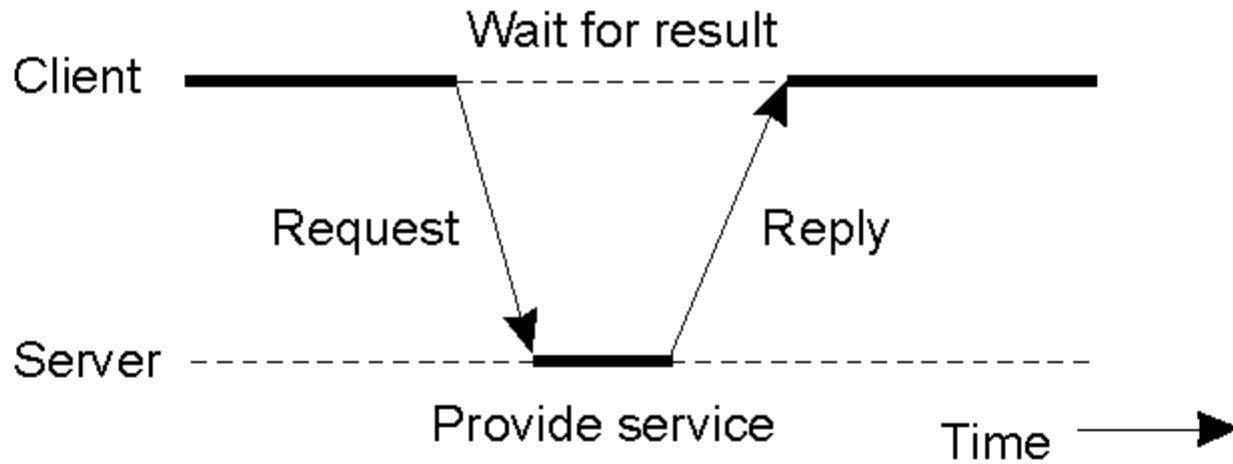 Wait for result
Client
Request
Reply
Server
Provide service
Time